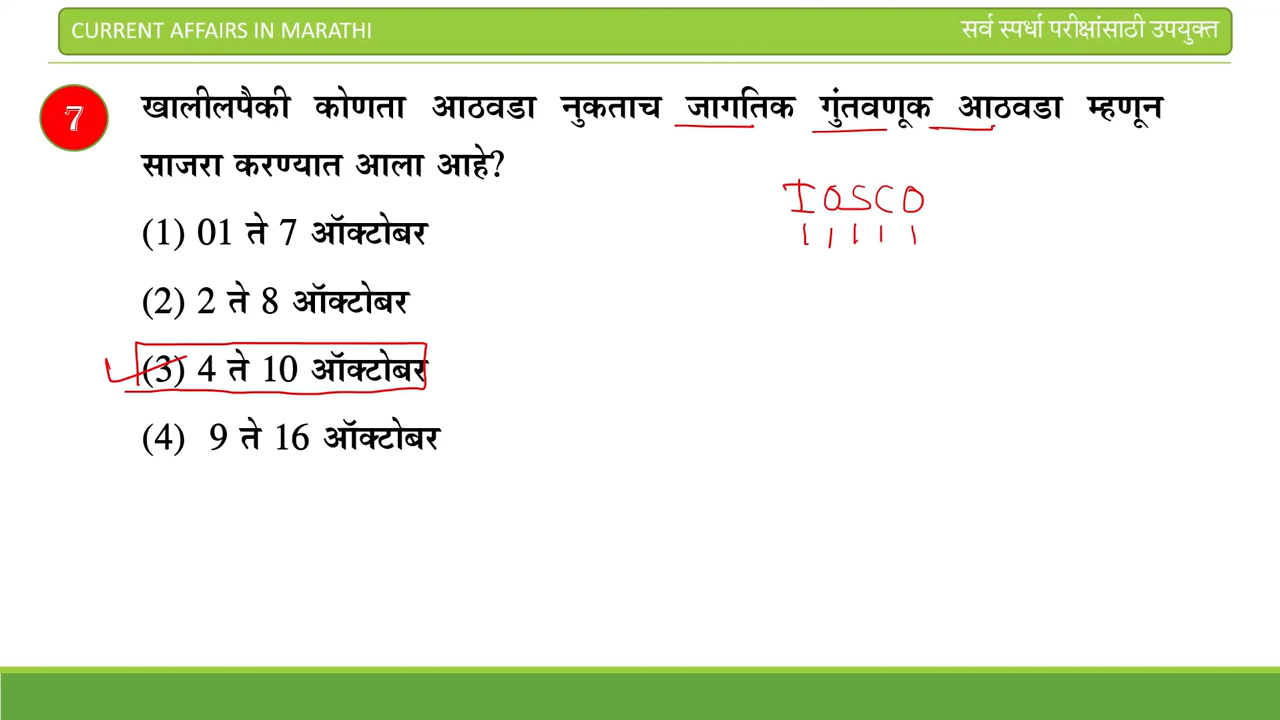 CURRENT AFFAIRS IN MARATHI
सर्व स्पर्धा परीक्षांसाठी उपयुक्त
7
खालीलपैकी कोणता आठवडा नुकताच जागतिक गुंतवणूक आठवडा म्हणून
साजरा करण्यात आला आहे?
IOSCO
(1) 01 ते 7 ऑक्टोबर
(2) 2 ते 8 ऑक्टोबर
(3) 4 ते 10 ऑक्टोबर
(4) 9 ते 16 ऑक्टोबर